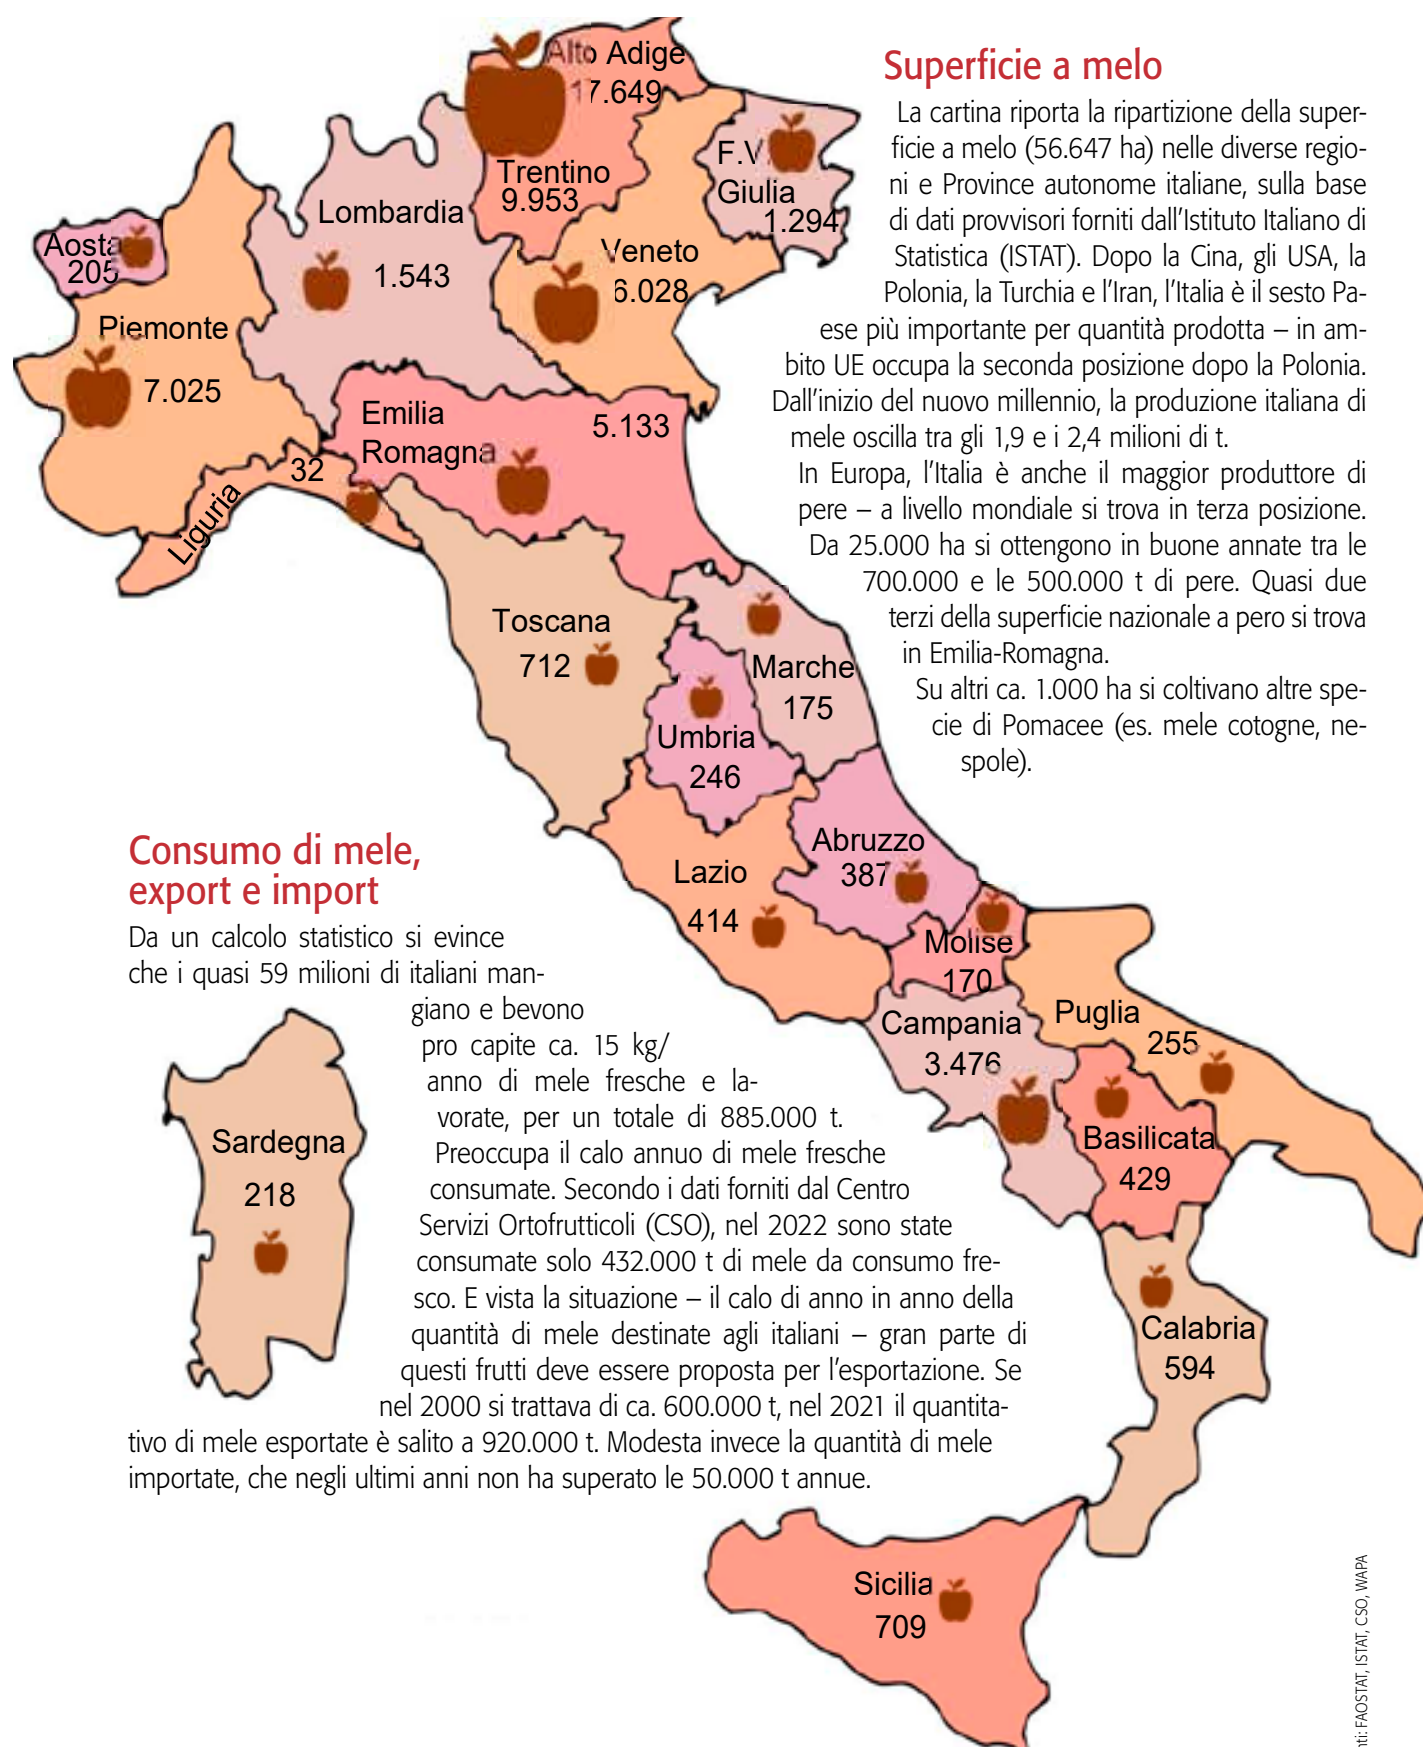 Alto Adige
17.649
Trentino
9.953
F.V
Giulia
1.294
Lombardia
1.543
Veneto
6.028
Aosta
205
Piemonte
7.025
Emilia
Romagna
5.133
Liguria
32
Toscana
712
Marche
175
Umbria
246
Lazio
414
Abruzzo
387
Molise
170
Campania
3.476
Puglia
255
Basilicata
429
Calabria
594
Sardegna
218
Sicilia
709
Superficie a melo
La cartina riporta la ripartizione della super-
ficie a melo (56.647 ha) nelle diverse regio-
ni e Province autonome italiane, sulla base
di dati provvisori forniti dall'Istituto Italiano di
Statistica (ISTAT). Dopo la Cina, gli USA, la
Polonia, la Turchia e l'Iran, l'Italia è il sesto Pa-
ese più importante per quantità prodotta – in am-
bito UE occupa la seconda posizione dopo la Polonia.
Dall'inizio del nuovo millennio, la produzione italiana di
mele oscilla tra gli 1,9 e i 2,4 milioni di t.
In Europa, l'Italia è anche il maggior produttore di
pere – a livello mondiale si trova in terza posizione.
Da 25.000 ha si ottengono in buone annate tra le
700.000 e le 500.000 t di pere. Quasi due
terzi della superficie nazionale a pero si trova
in Emilia-Romagna.
Su altri ca. 1.000 ha si coltivano altre spe-
cie di Pomacee (es. mele cotogne, ne-
spole).
Consumo di mele,
export e import
Da un calcolo statistico si evince
che i quasi 59 milioni di italiani man-
giano e bevono
pro capite ca. 15 kg/
anno di mele fresche e la-
vorate, per un totale di 885.000 t.
Preoccupa il calo annuo di mele fresche
consumate. Secondo i dati forniti dal Centro
Servizi Ortofrutticoli (CSO), nel 2022 sono state
consumate solo 432.000 t di mele da consumo fre-
sco. E vista la situazione – il calo di anno in anno della
quantità di mele destinate agli italiani – gran parte di
questi frutti deve essere proposta per l'esportazione. Se
nel 2000 si trattava di ca. 600.000 t, nel 2021 il quantita-
tivo di mele esportate è salito a 920.000 t. Modesta invece la quantità di mele
importate, che negli ultimi anni non ha superato le 50.000 t annue.
FAOSTAT, ISTAT, CSO, WAPA